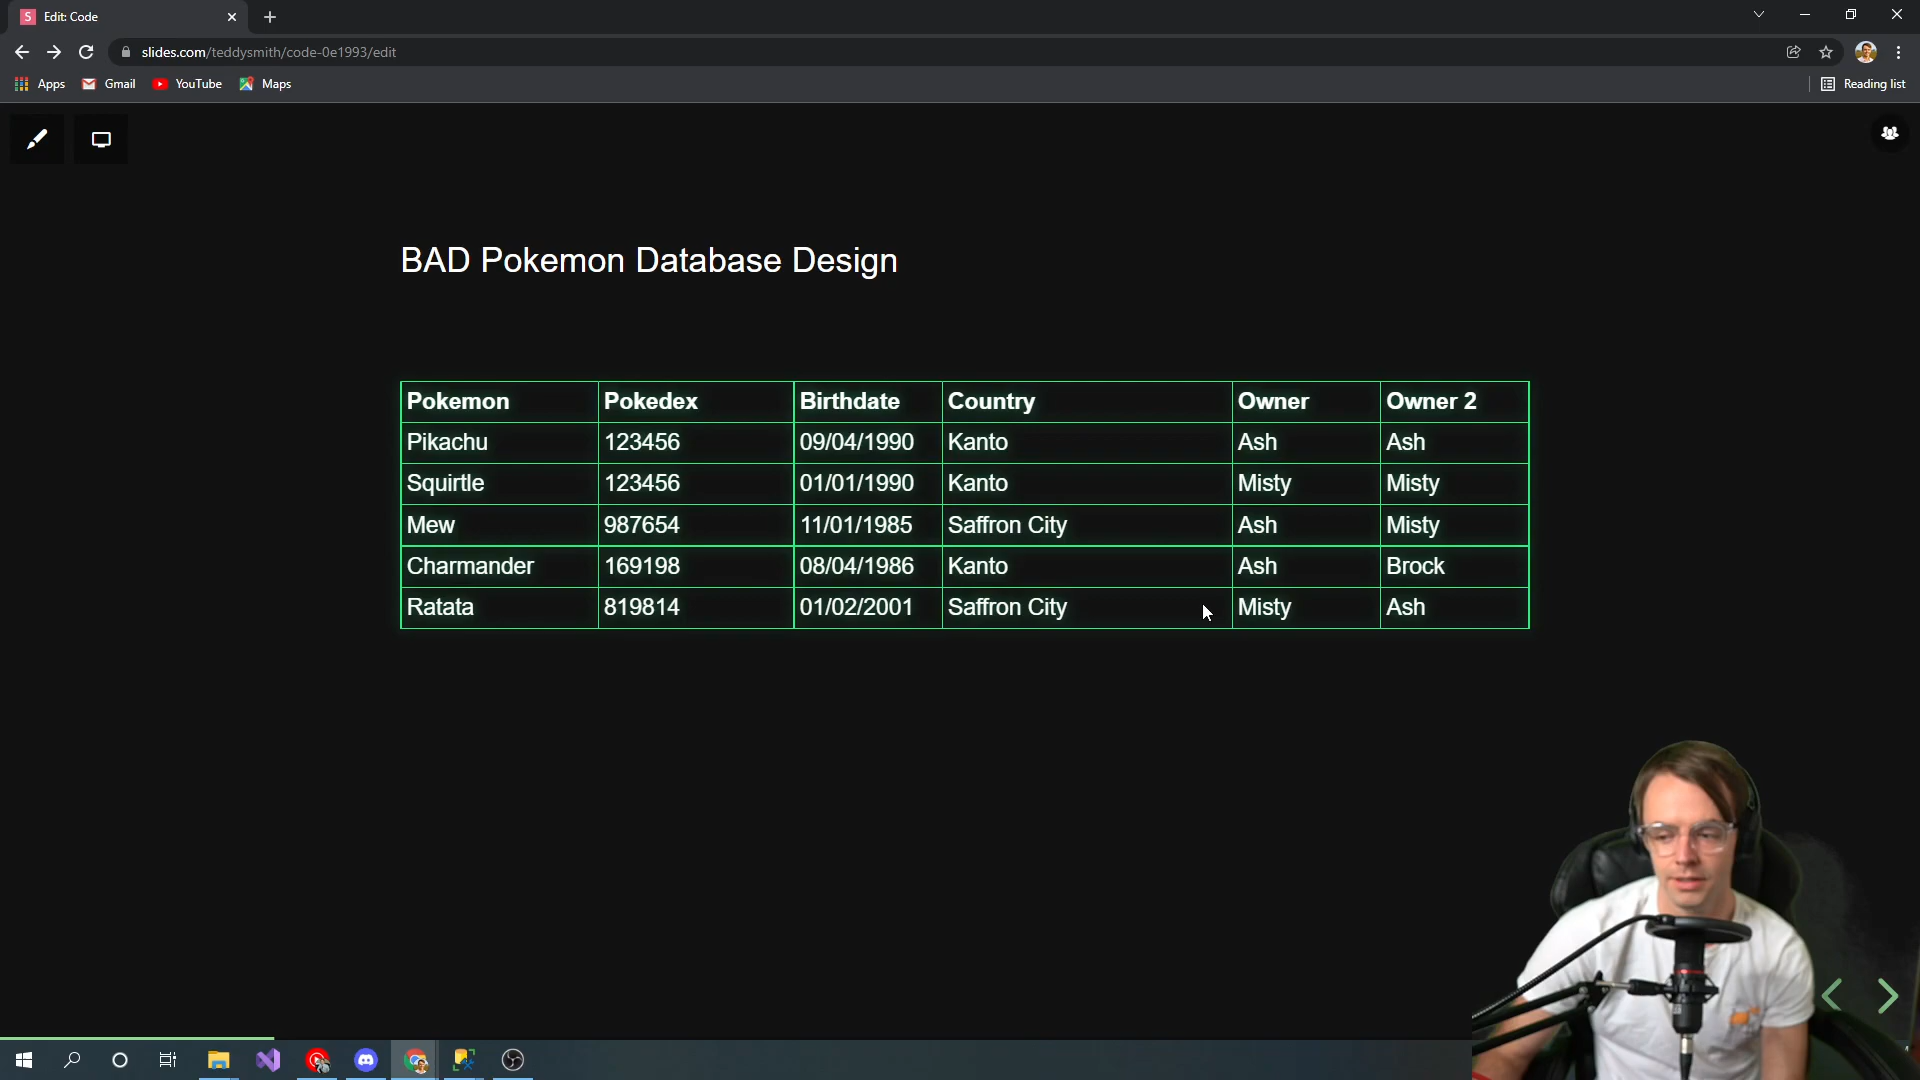 S Edit: Code
slides.com/teddysmith/code-0e1993/edit
Apps Gmail YouTube Maps Reading list
BAD Pokemon Database Design
Pokemon Pokedex Birthdate Country Owner Owner 2
Pikachu 123456 09/04/1990 Kanto Ash Ash
Squirtle 123456 01/01/1990 Kanto Misty Misty
Mew 987654 11/01/1985 Saffron City Ash Misty
Charmander 169198 08/04/1986 Kanto Ash Brock
Ratata 819814 01/02/2001 Saffron City Misty Ash